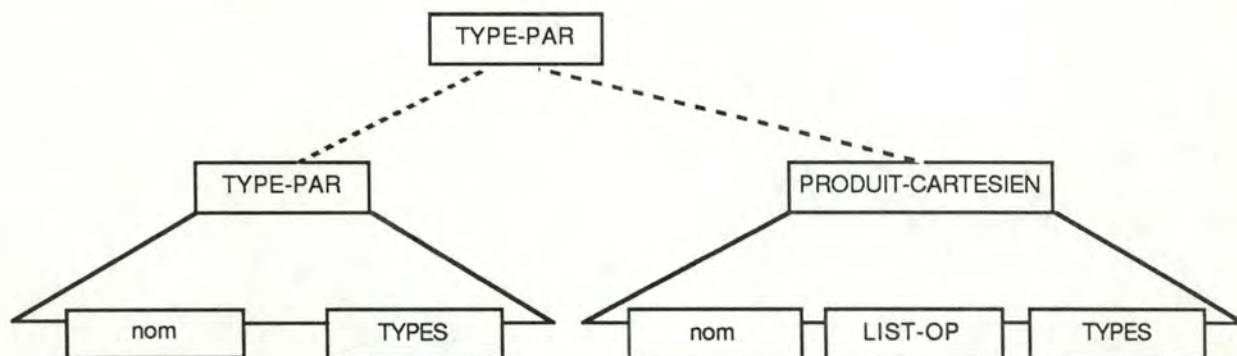 TYPE-PAR
TYPE-PAR PRODUIT-CARTESIEN
nom TYPES nom LIST-OP TYPES